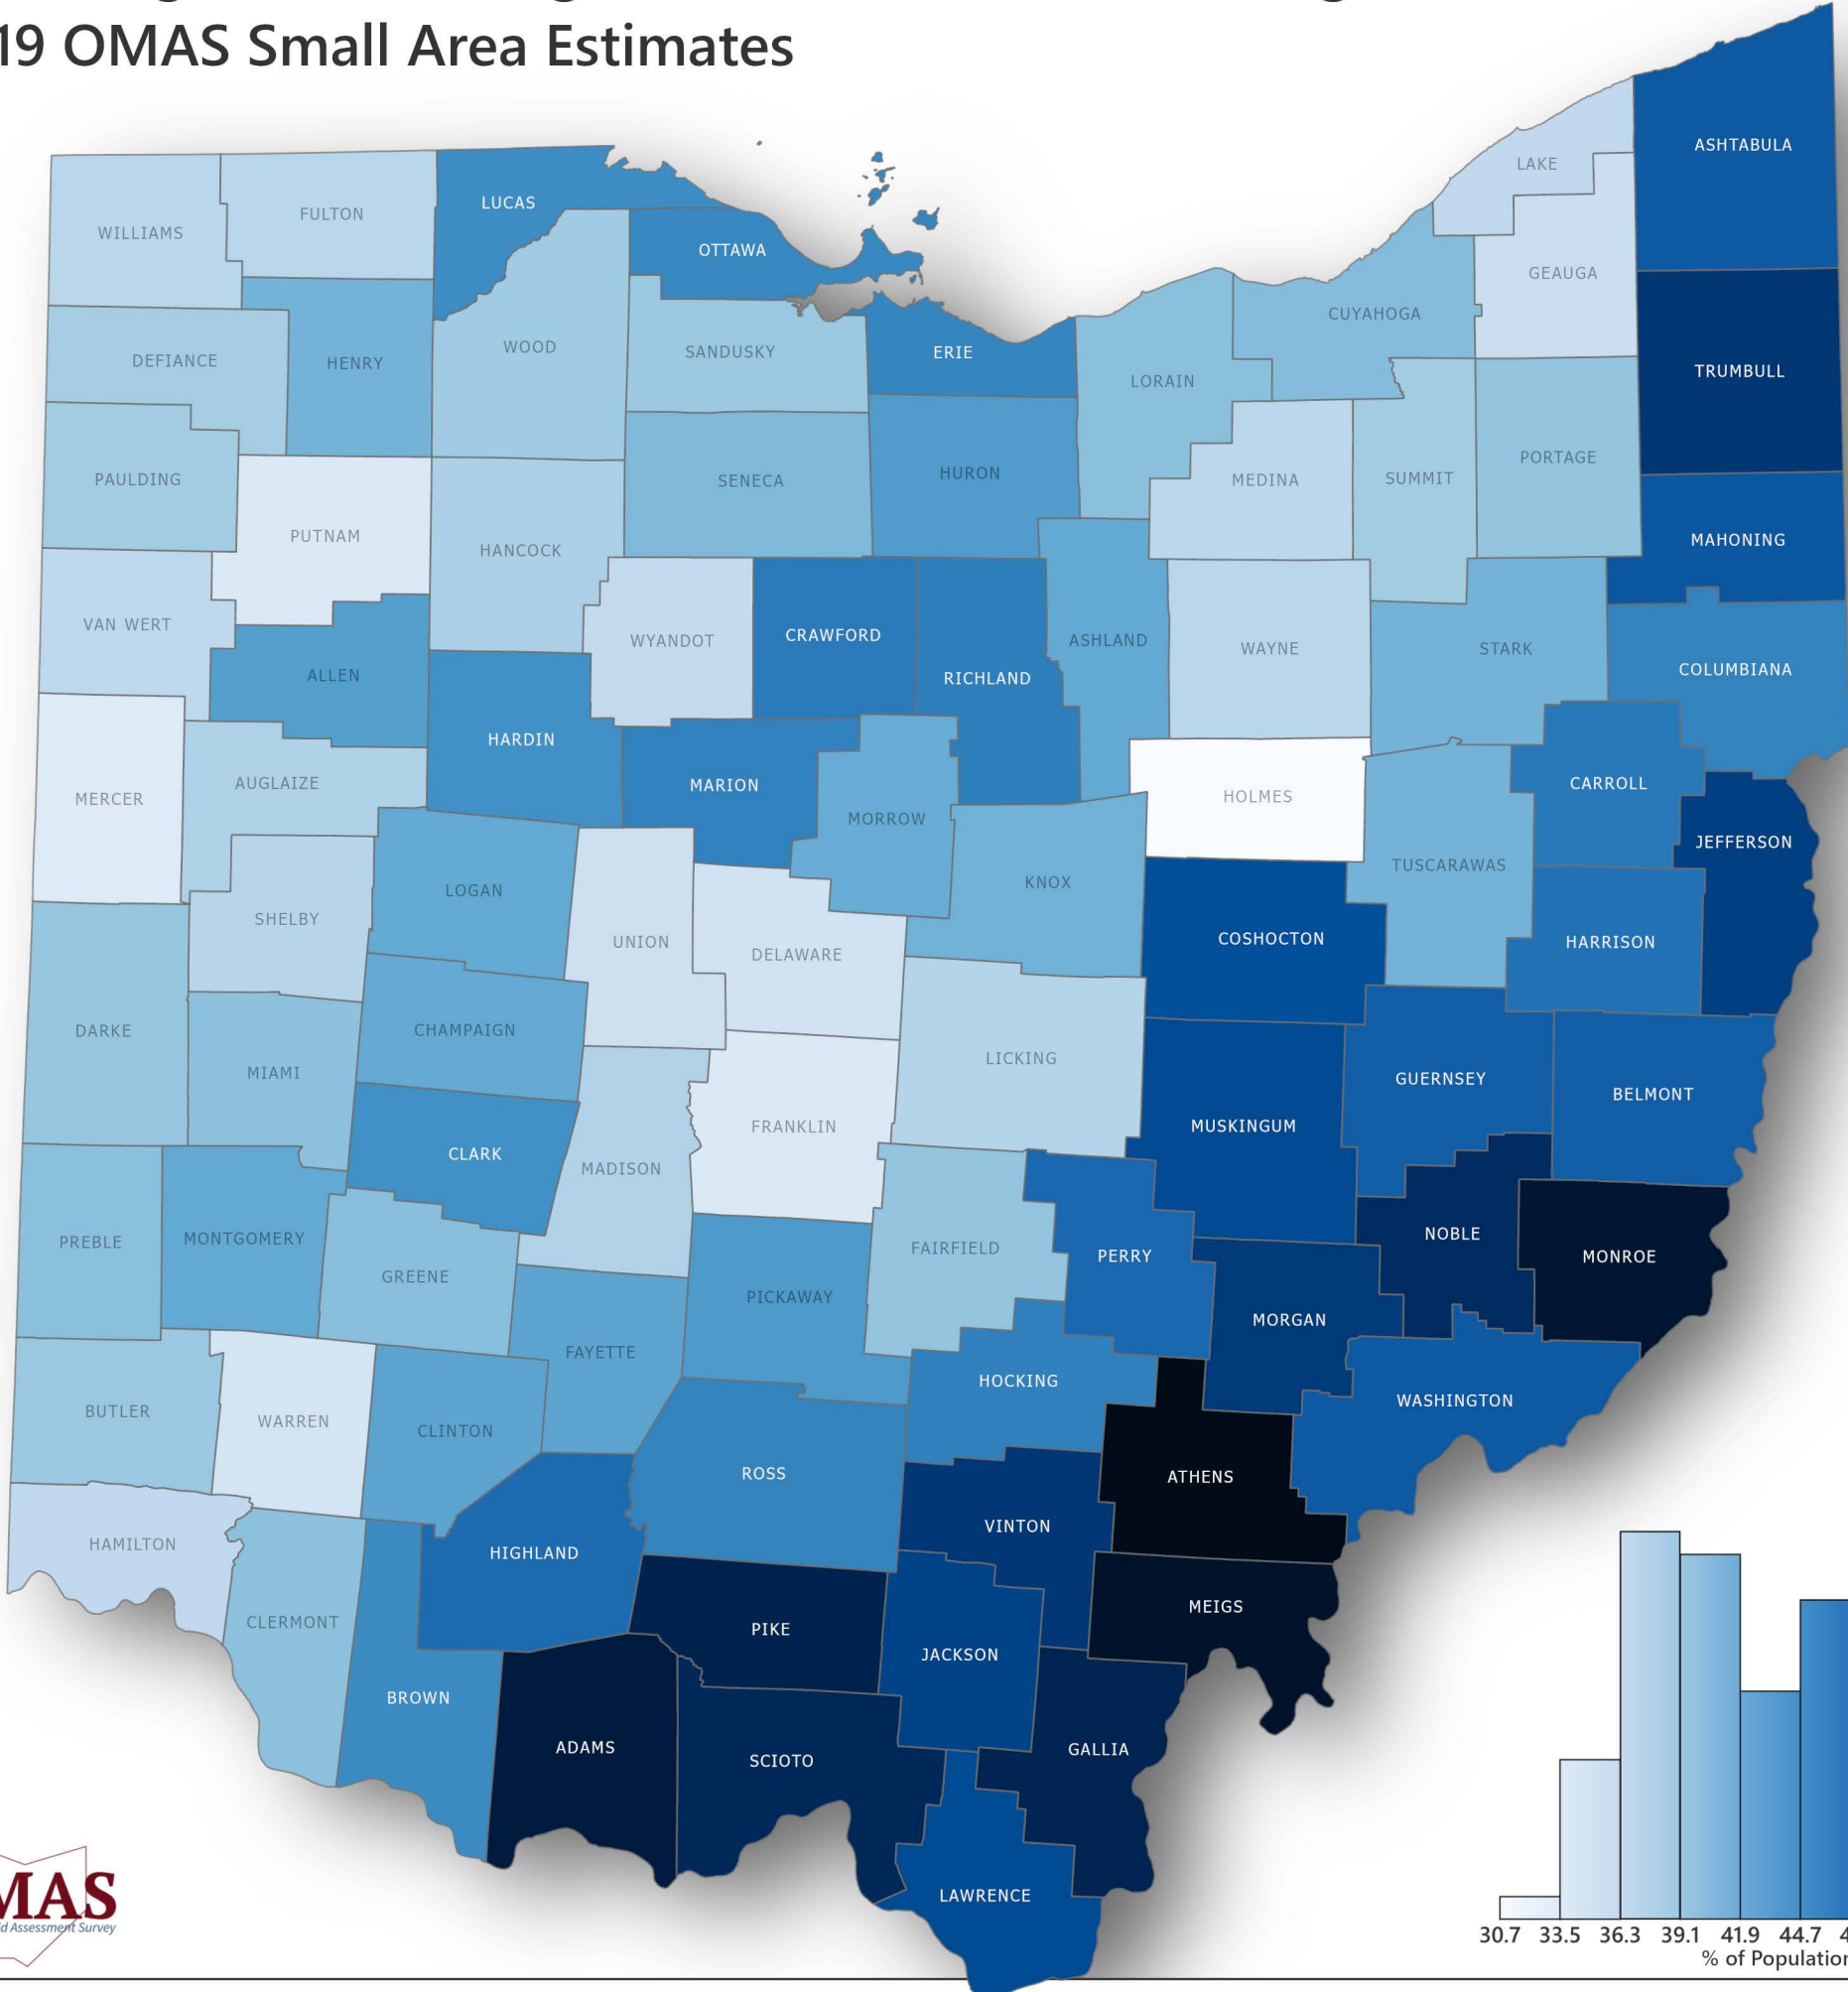 19 OMAS Small Area Estimates
ASHTABULA
LAKE
LUCAS
FULTON
WILLIAMS
OTTAWA
GEAUGA
CUYAHOGA
WOOD
SANDUSKY
ERIE
DEFIANCE
HENRY
LORAIN
TRUMBULL
PORTAGE
HURON
PAULDING
SENECA
MEDINA
SUMMIT
PUTNAM
HANCOCK
MAHONING
VAN WERT
CRAWFORD
WYANDOT
ASHLAND
WAYNE
STARK
COLUMBIANA
ALLEN
RICHLAND
HARDIN
AUGLAIZE
MARION
CARROLL
MERCER
HOLMES
MORROW
JEFFERSON
TUSCARAWAS
LOGAN
KNOX
SHELBY
UNION
DELAWARE
COSHOCTON
HARRISON
DARKE
CHAMPAIGN
MIAMI
LICKING
GUERNSEY
BELMONT
FRANKLIN
MUSKINGUM
CLARK
MADISON
PREBLE
MONTGOMERY
FAIRFIELD
PERRY
NOBLE
MONROE
GREENE
PICKAWAY
MORGAN
FAYETTE
HOCKING
WASHINGTON
BUTLER
WARREN
CLINTON
ROSS
ATHENS
HAMILTON
HIGHLAND
VINTON
CLERMONT
PIKE
MEIGS
JACKSON
BROWN
ADAMS
SCIOTO
GALLIA
LAWRENCE
MAS
d Assessment Survey
30.7 33.5 36.3 39.1 41.9 44.7 4
% of Population